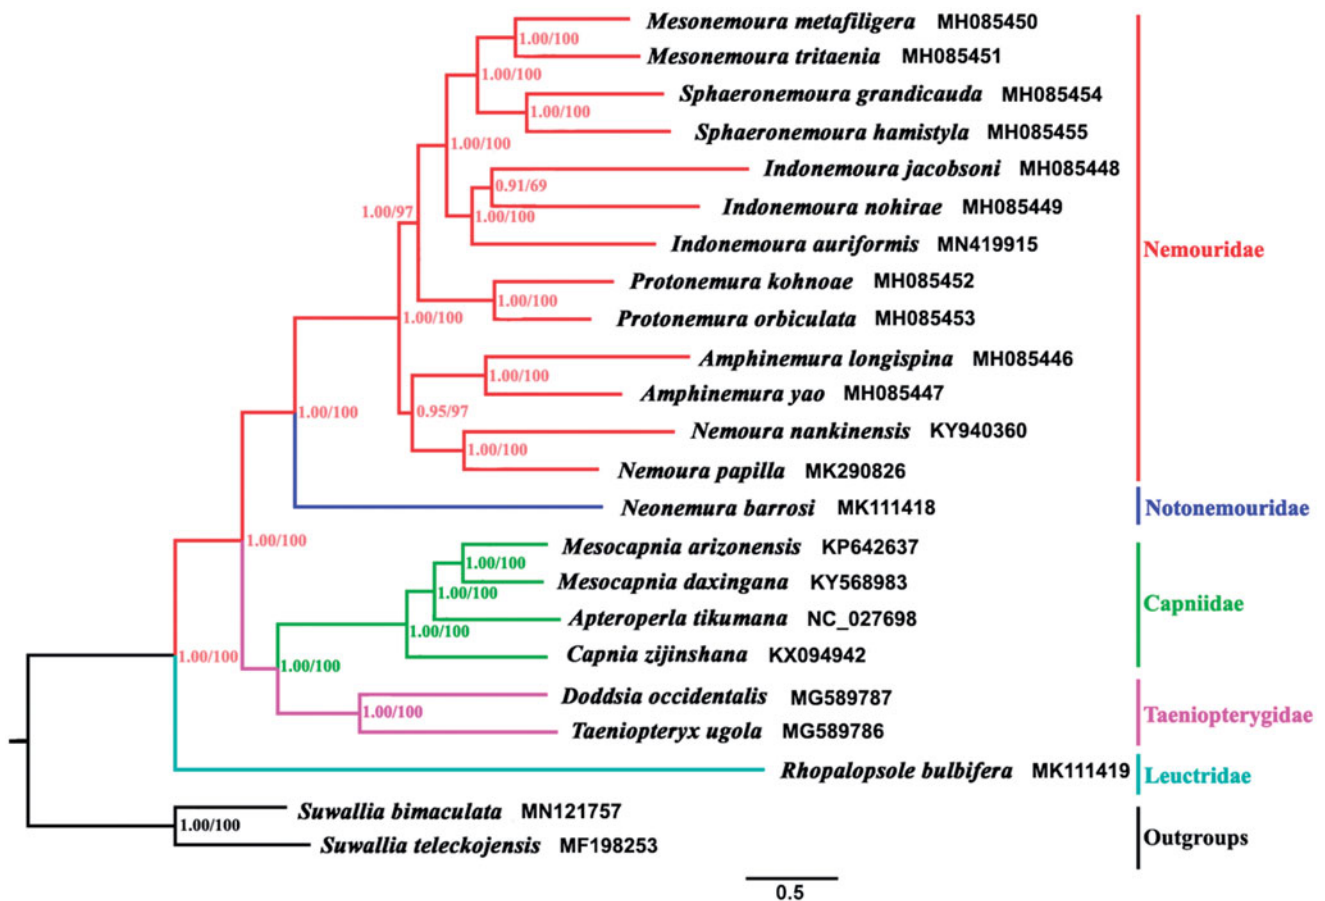 Mesonemoura metafiligera MH085450
1.00/100
Mesonemoura tritaenia MH085451
1.00/100
Sphaeronemoura grandicauda MH085454
1.00/100
Sphaeronemoura hamistyla MH085455
1.00/100
Indonemoura jacobsoni MH085448
0.91/69
Indonemoura nohirae MH085449
1.00/97
1.00/100
Indonemoura auriformis MN419915
Nemouridae
Protonemura kohnoae MH085452
1.00/100
Protonemura orbiculata MH085453
1.00/100
Amphinemura longispina MH085446
1.00/100
Amphinemura yao MH085447
1.00/100
0.95/97
Nemoura nankinensis KY940360
1.00/100
Nemoura papilla MK290826
Neonemura barrosi MK111418
Notonemouridae
1.00/100
Mesocapnia arizonensis KP642637
1.00/100
Mesocapnia daxingana KY568983
1.00/100
Capniidae
Apteroperla tikumana NC_027698
1.00/100
Capnia zijinshana KX094942
1.00/100
1.00/100
Doddsia occidentalis MG589787
1.00/100
Taeniopterygidae
Taeniopteryx ugola MG589786
Rhopalopsole bulbifera MK111419
Leuctridae
Suwallia bimaculata MN121757
1.00/100
Outgroups
Suwallia teleckojensis MF198253
0.5